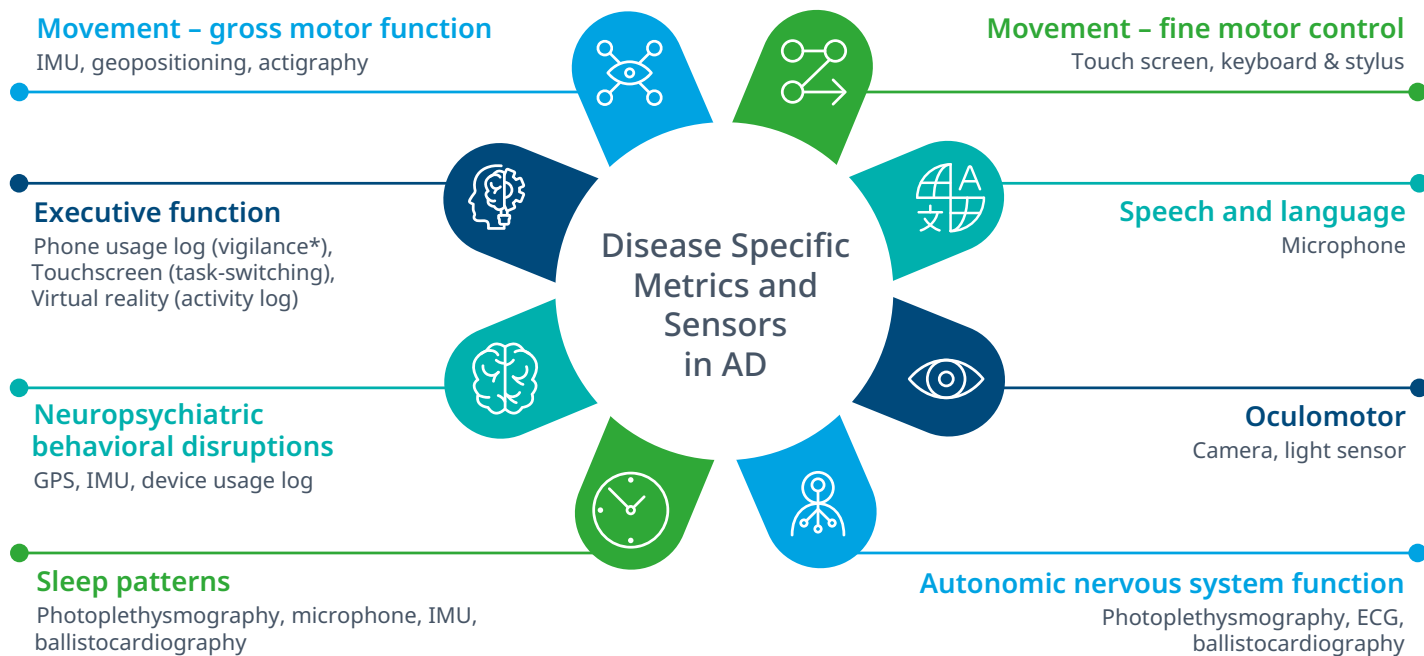 Movement – gross motor function
IMU, geopositioning, actigraphy
Movement – fine motor control
Touch screen, keyboard & stylus
Executive function
Phone usage log (vigilance*),
Touchscreen (task-switching),
Virtual reality (activity log)
Speech and language
Microphone
A
文
Disease Specific
Metrics and
Sensors
in AD
Neuropsychiatric
behavioral disruptions
GPS, IMU, device usage log
Oculomotor
Camera, light sensor
Sleep patterns
Photoplethysmography, microphone, IMU,
ballistocardiography
Autonomic nervous system function
Photoplethysmography, ECG,
ballistocardiography